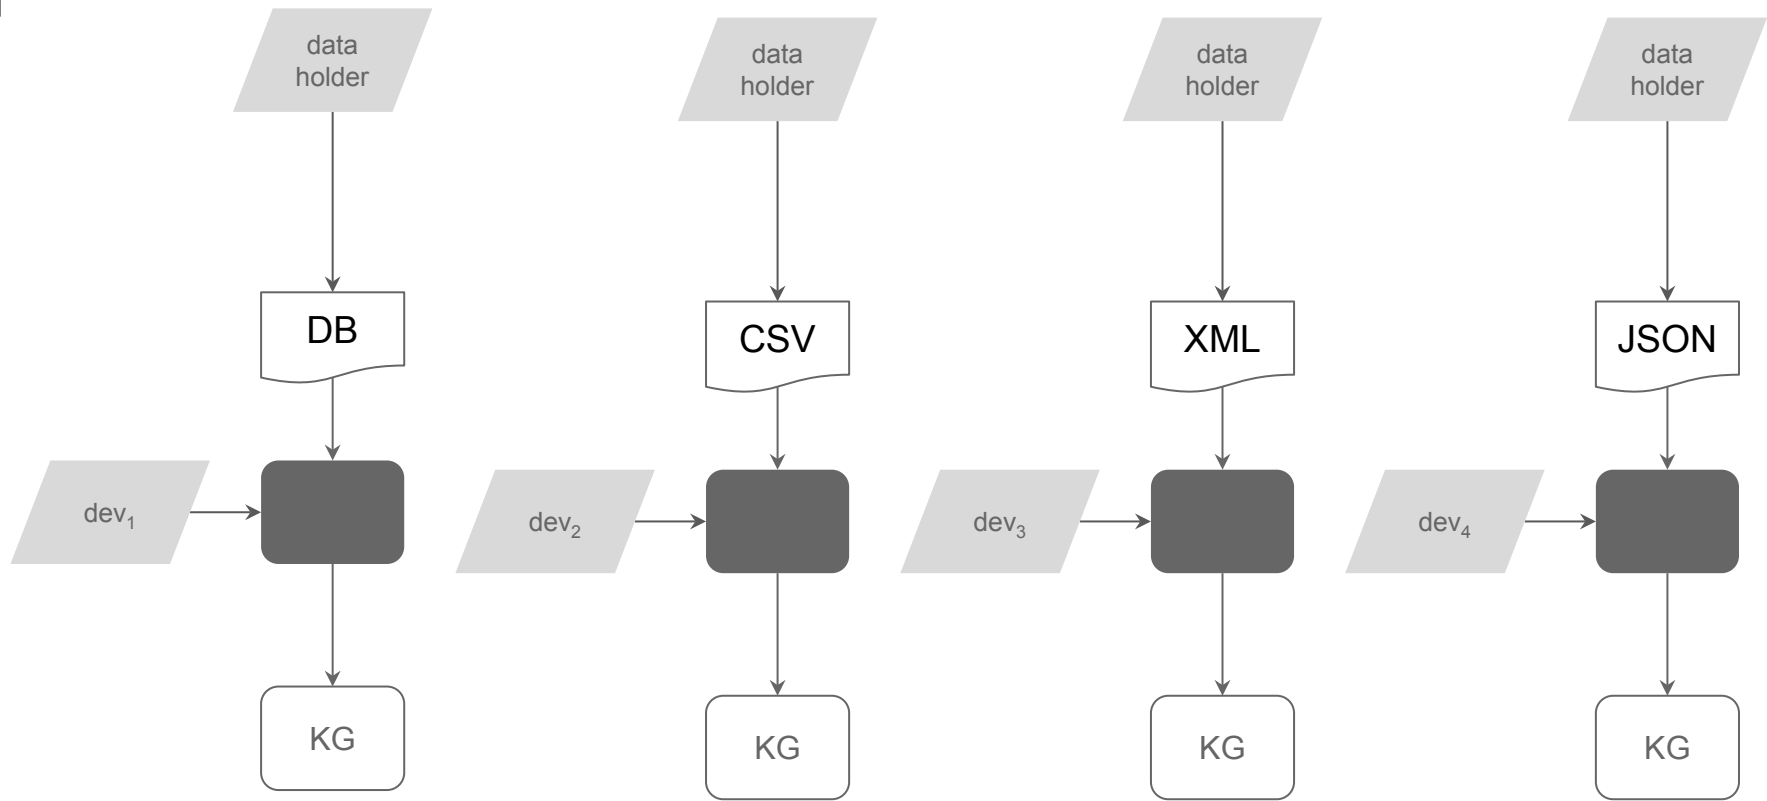 data
holder
data
holder
data
holder
data
holder
DB
CSV
XML
JSON
dev₁
dev₂
dev₃
dev₄
KG
KG
KG
KG